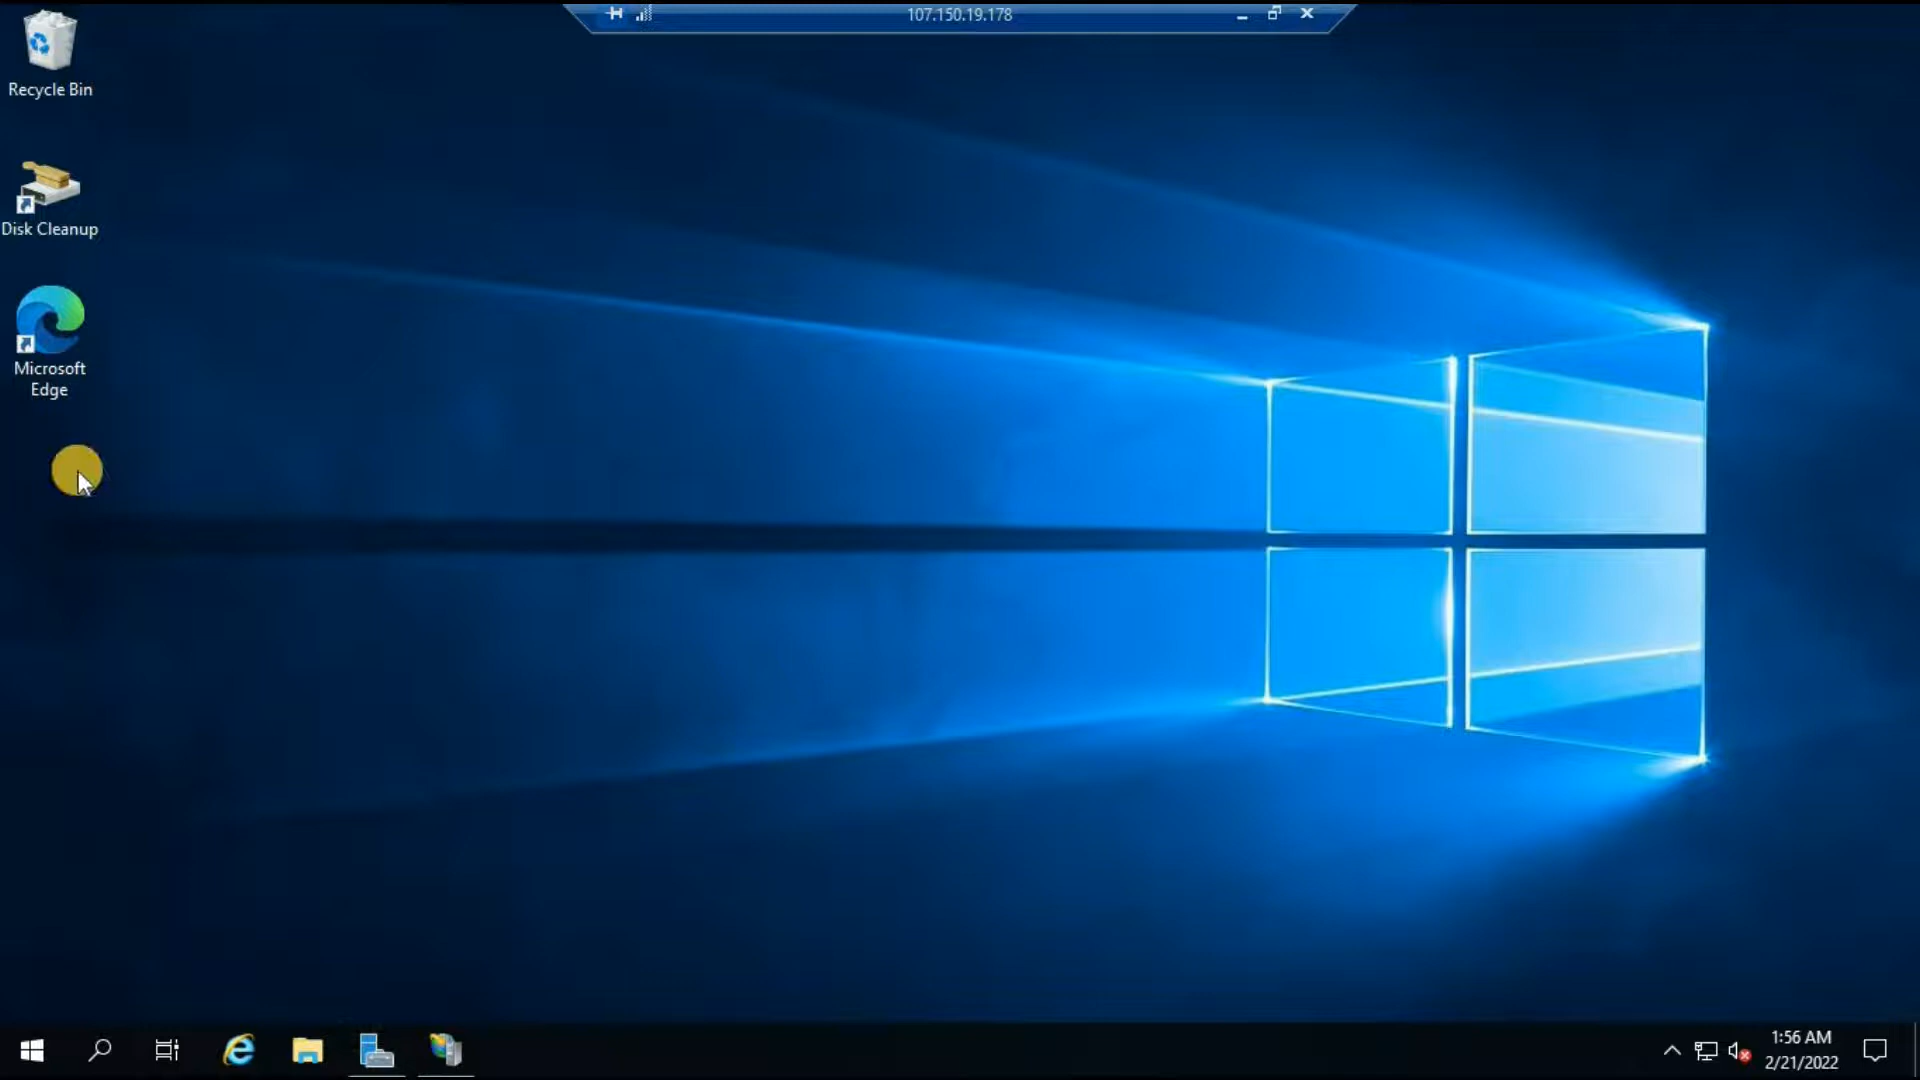 107.150.19.178
Recycle Bin
Disk Cleanup
Microsoft
Edge
1:56 AM
2/21/2022